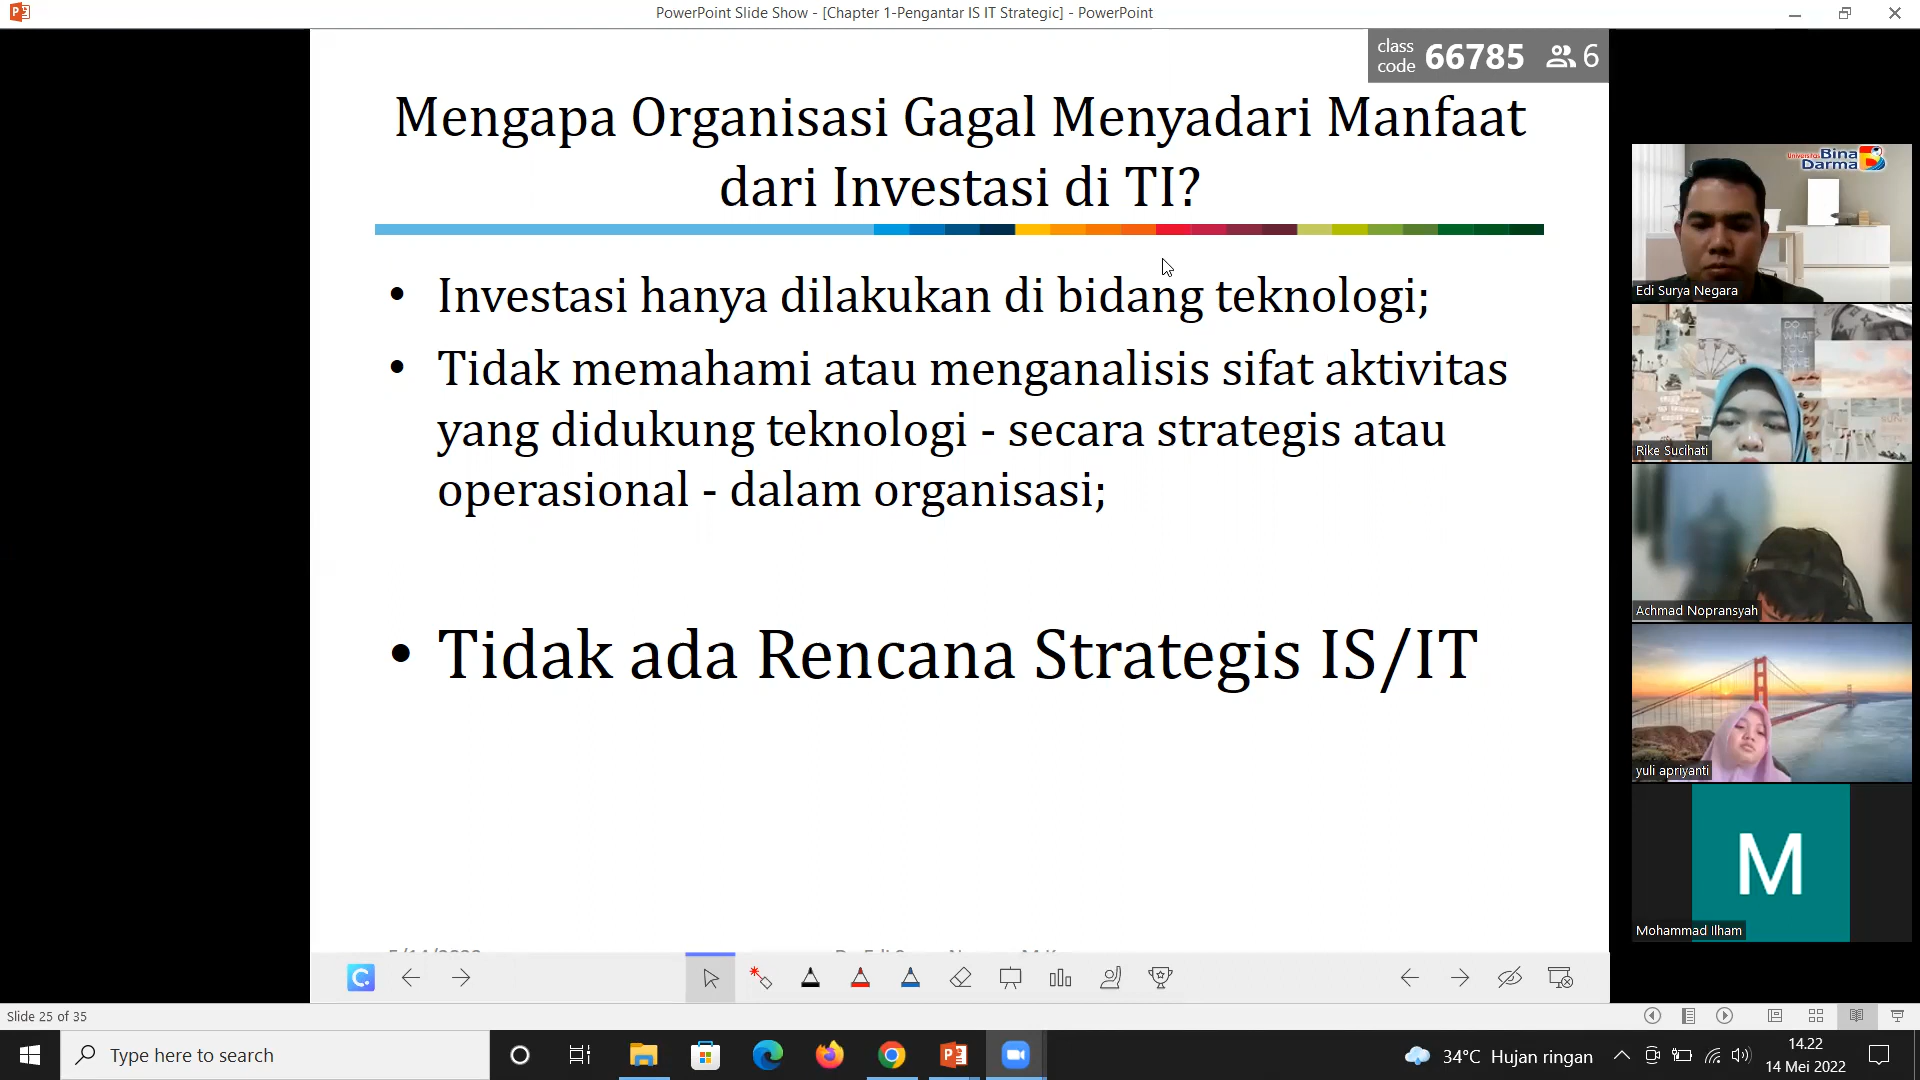 PowerPoint Slide Show - [Chapter 1-Pengantar IS IT Strategic] - PowerPoint
class code 66785 6
Mengapa Organisasi Gagal Menyadari Manfaat
dari Investasi di TI?
• Investasi hanya dilakukan di bidang teknologi;
• Tidak memahami atau menganalisis sifat aktivitas
yang didukung teknologi - secara strategis atau
operasional - dalam organisasi;
• Tidak ada Rencana Strategis IS/IT
Universitas Bina
Darma
Edi Surya Negara
DO
WHAT
YOU
Rike Sucihati
Achmad Nopransyah
yuli apriyanti
M
Mohammad Ilham
Slide 25 of 35
Type here to search
34°C Hujan ringan
14.22
14 Mei 2022